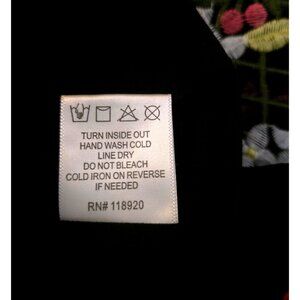 TURN INSIDE OUT
HAND WASH COLD
LINE DRY
DO NOT BLEACH
COLD IRON ON REVERSE
IF NEEDED
RN# 118920